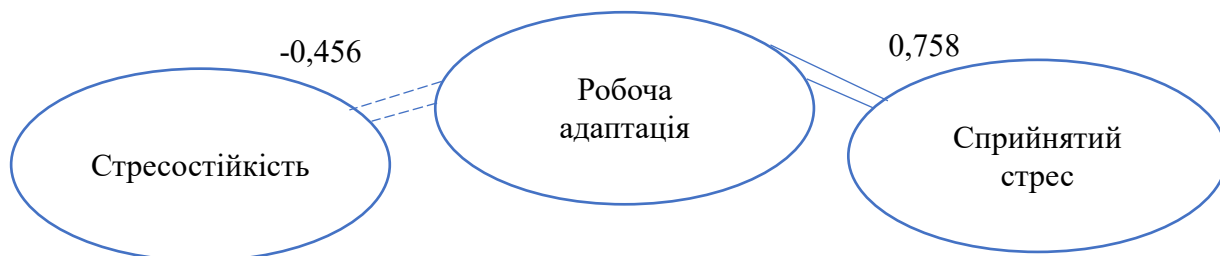 -0,456
0,758
Робоча
адаптація
Стресостійкість
Сприйнятий
стрес